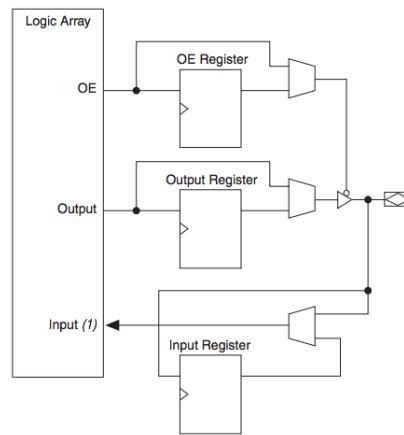 Logic Array
OE Register
OE
Output Register
Output
Input (1)
Input Register